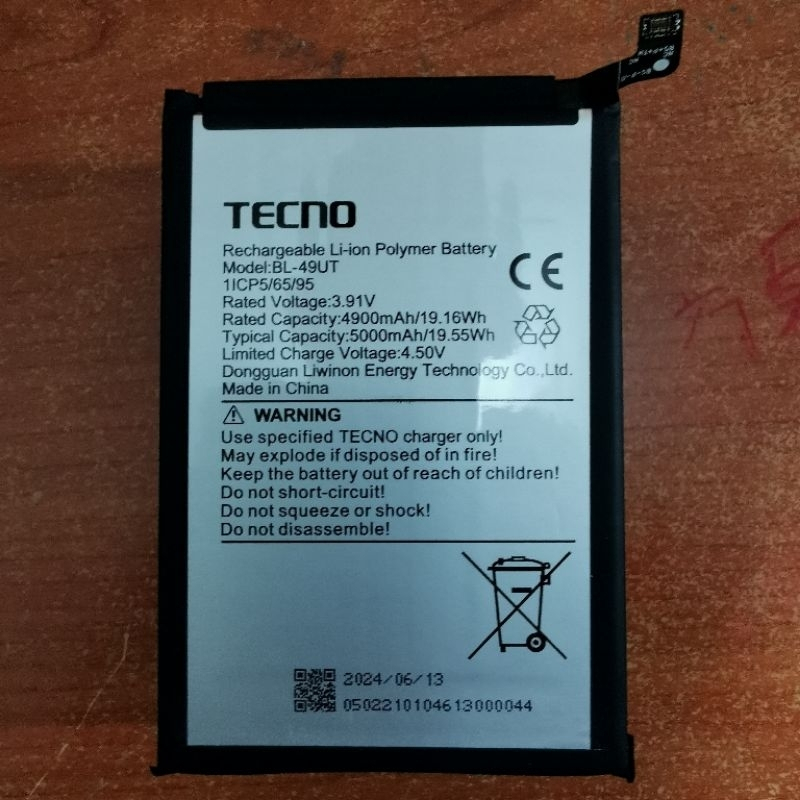 TECNO
Rechargeable Li-ion Polymer Battery
Model:BL-49UT
1ICP5/65/95
Rated Voltage:3.91V
Rated Capacity:4900mAh/19.16Wh
Typical Capacity:5000mAh/19.55Wh
Limited Charge Voltage:4.50V
Dongguan Liwinon Energy Technology Co.,Ltd.
Made in China
CE
WARNING
Use specified TECNO charger only!
May explode if disposed of in fire!
Keep the battery out of reach of children!
Do not short-circuit!
Do not squeeze or shock!
Do not disassemble!
2024/06/13
0502210104613000044